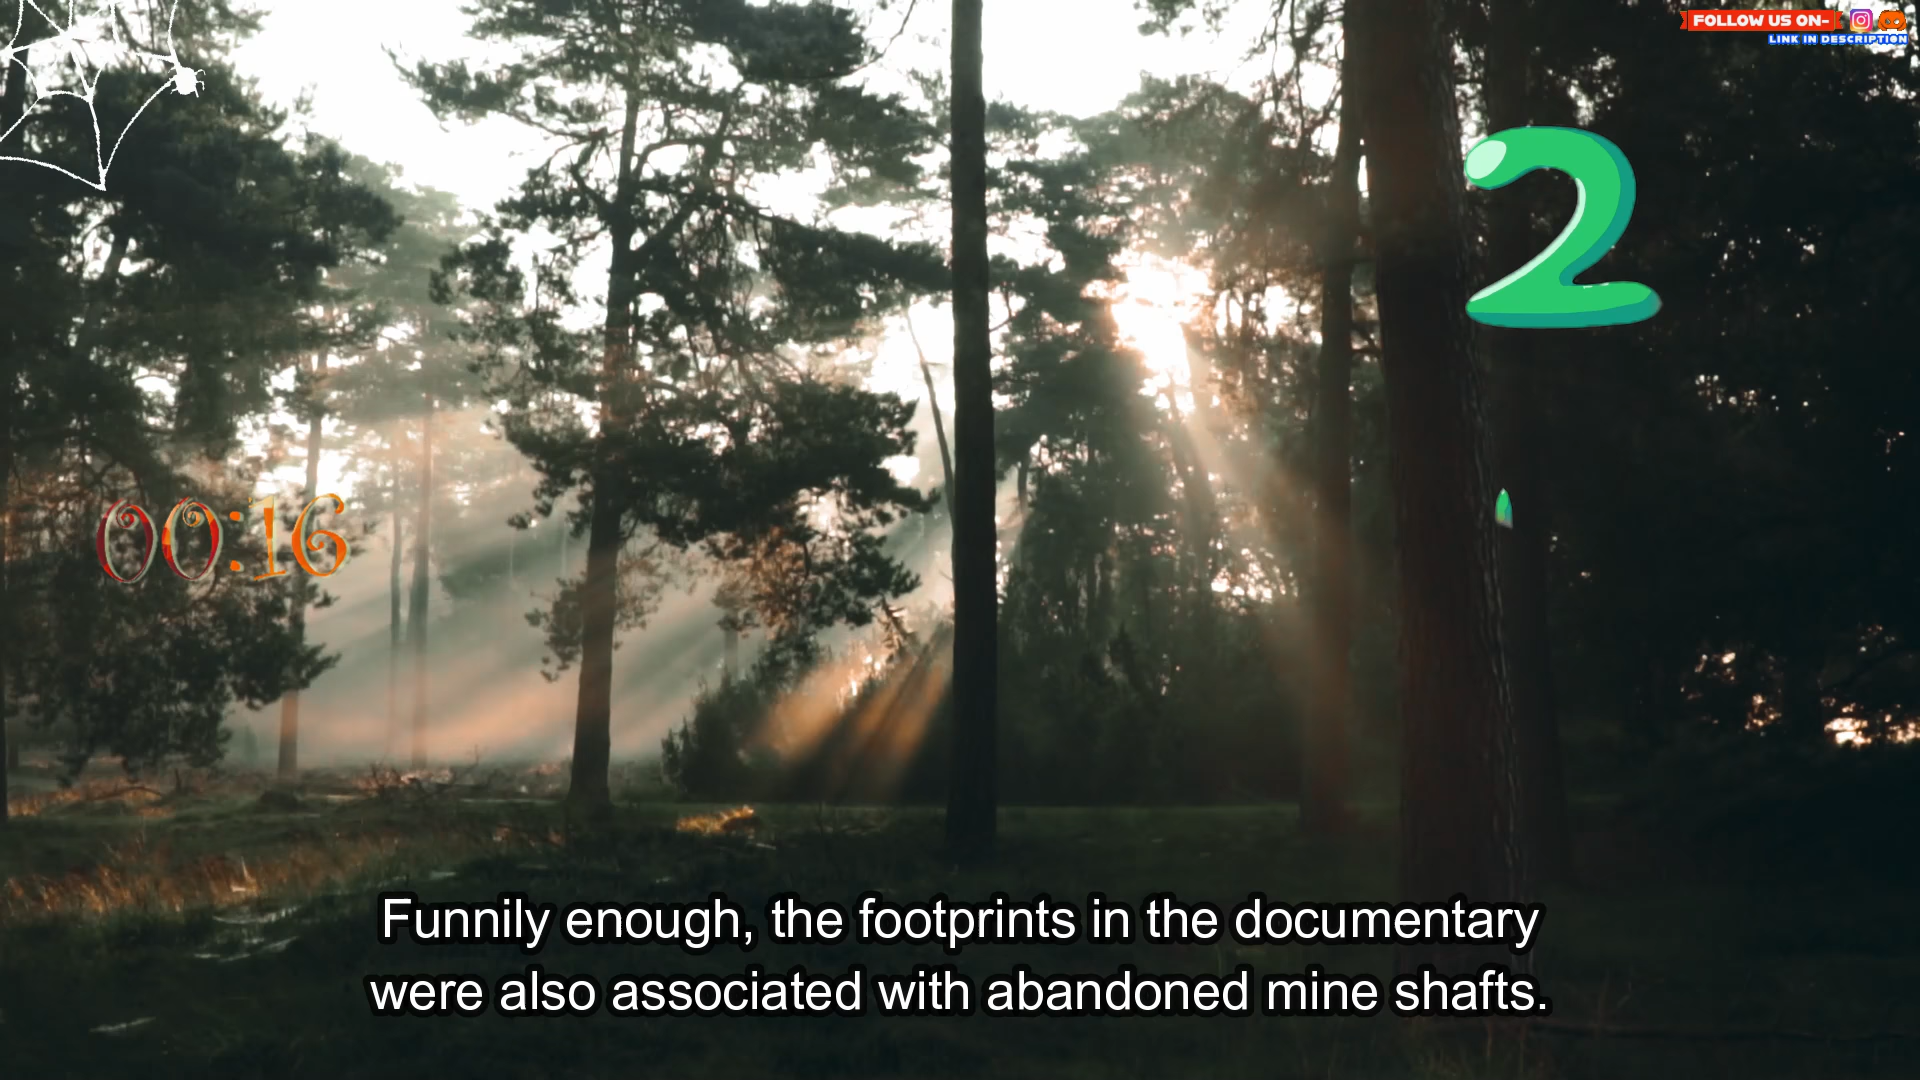 FOLLOW US ON-
LINK IN DESCRIPTION
2
00:16
Funnily enough, the footprints in the documentary
were also associated with abandoned mine shafts.